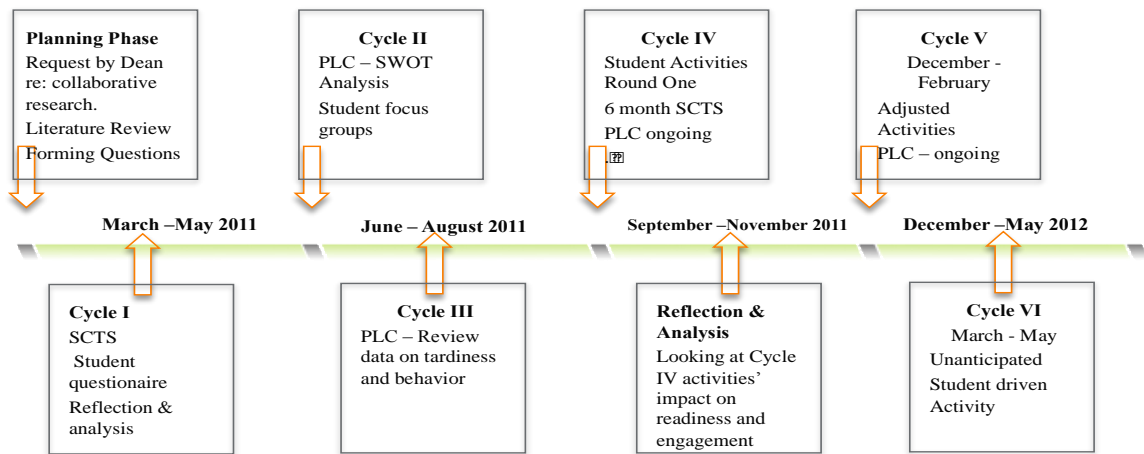 Planning Phase
Request by Dean
re: collaborative
research.
Literature Review
Forming Questions
Cycle II
PLC – SWOT
Analysis
Student focus
groups
Cycle IV
Student Activities
Round One
6 month SCTS
PLC ongoing
.
Cycle V
December -
February
Adjusted
Activities
PLC – ongoing
March –May 2011
June – August 2011
September –November 2011
December –May 2012
Cycle I
SCTS
Student
questionaire
Reflection &
analysis
Cycle III
PLC – Review
data on tardiness
and behavior
Reflection &
Analysis
Looking at Cycle
IV activities’
impact on
readiness and
engagement
Cycle VI
March - May
Unanticipated
Student driven
Activity